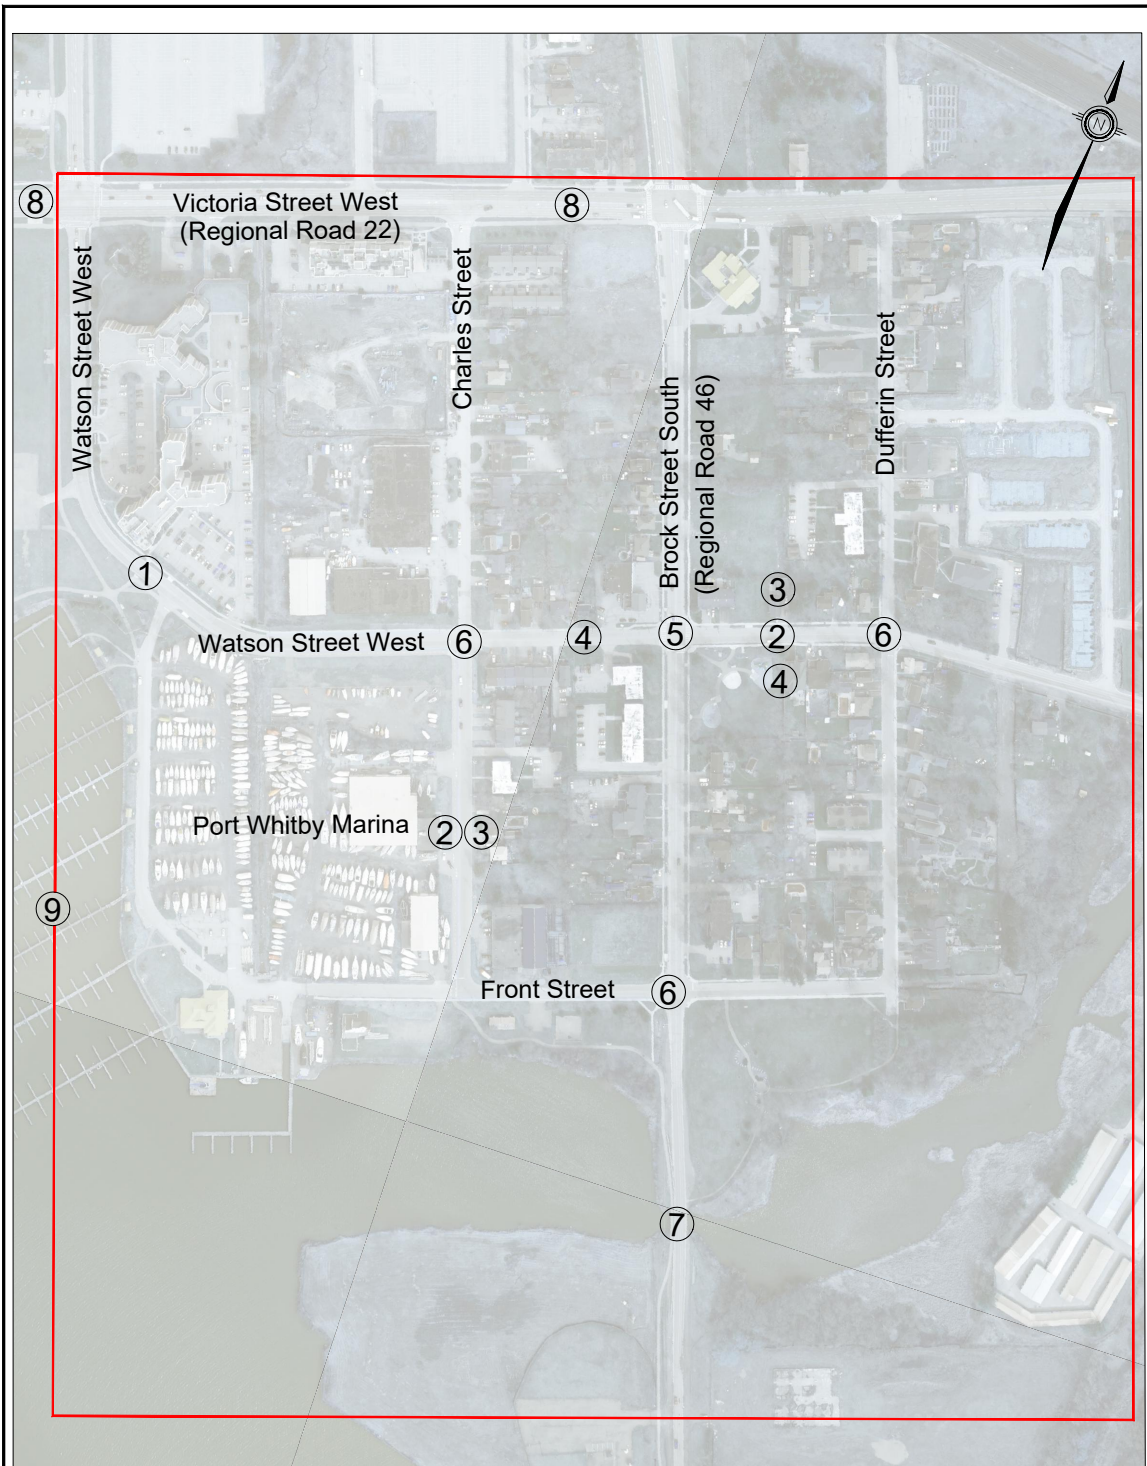 N
8
Victoria Street West
(Regional Road 22)
8
Watson Street West
Charles Street
Brock Street South
(Regional Road 46)
Dufferin Street
1
3
Watson Street West
6
4
5
2
6
4
Port Whitby Marina
2
3
9
Front Street
6
7